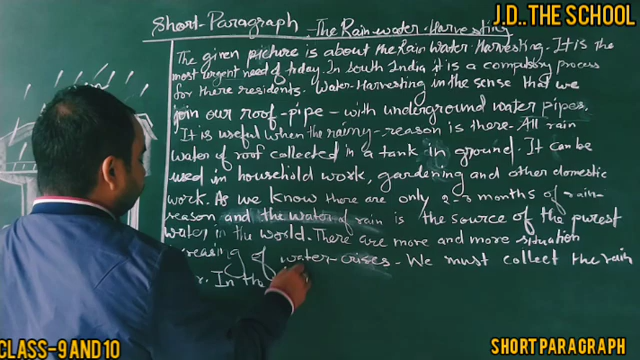 J.D.. THE SCHOOL
Short-Paragraph - The Rain-water-Harvesting
The given picture is about the Rain Water Harvesting. It is the
most urgent need of today. In South India it is a compulsory process
for there residents. Water-Harvesting in the sense that we
join our roof-pipe - with underground water pipes.
It is useful when the rainy-reason is there. All rain
water of roof collected in a tank in ground. It can be
used in household work, gardening and other domestic
work. As we know there are only 2-3 months of rain-
reason and the water of rain is the source of the purest
water in the world. There are more and more situation
of water-crises. We must collect the rain
In the
CLASS-9 AND 10
SHORT PARAGRAPH